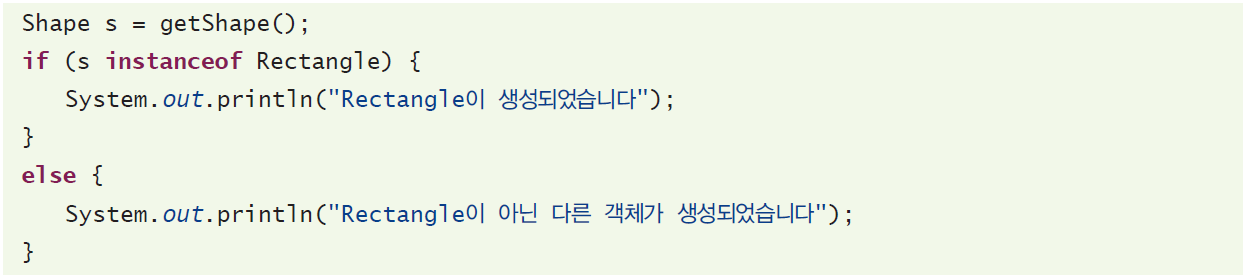 Shape s = getShape();
if (s instanceof Rectangle) {
System.out.println("Rectangle이 생성되었습니다");
}
else {
System.out.println("Rectangle이 아닌 다른 객체가 생성되었습니다");
}